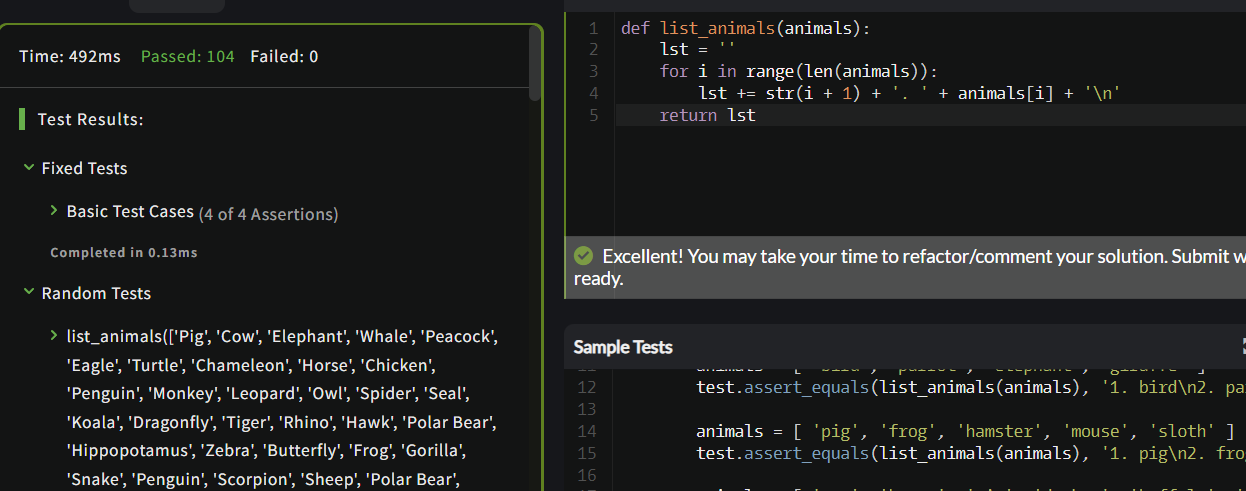 Time: 492ms Passed: 104 Failed: 0
Test Results:
Fixed Tests
Basic Test Cases (4 of 4 Assertions)
Completed in 0.13ms
Random Tests
list_animals(['Pig', 'Cow', 'Elephant', 'Whale', 'Peacock',
'Eagle', 'Turtle', 'Chameleon', 'Horse', 'Chicken',
'Penguin', 'Monkey', 'Leopard', 'Owl', 'Spider', 'Seal',
'Koala', 'Dragonfly', 'Tiger', 'Rhino', 'Hawk', 'Polar Bear',
'Hippopotamus', 'Zebra', 'Butterfly', 'Frog', 'Gorilla',
'Snake', 'Penguin', 'Scorpion', 'Sheep', 'Polar Bear',
1 def list_animals(animals):
2 lst = ''
3 for i in range(len(animals)):
4 lst += str(i + 1) + '. ' + animals[i] + '\n'
5 return lst
Excellent! You may take your time to refactor/comment your solution. Submit w
ready.
Sample Tests
12 test.assert_equals(list_animals(animals), '1. bird\n2. pa
13
14 animals = [ 'pig', 'frog', 'hamster', 'mouse', 'sloth' ]
15 test.assert_equals(list_animals(animals), '1. pig\n2. frog
16